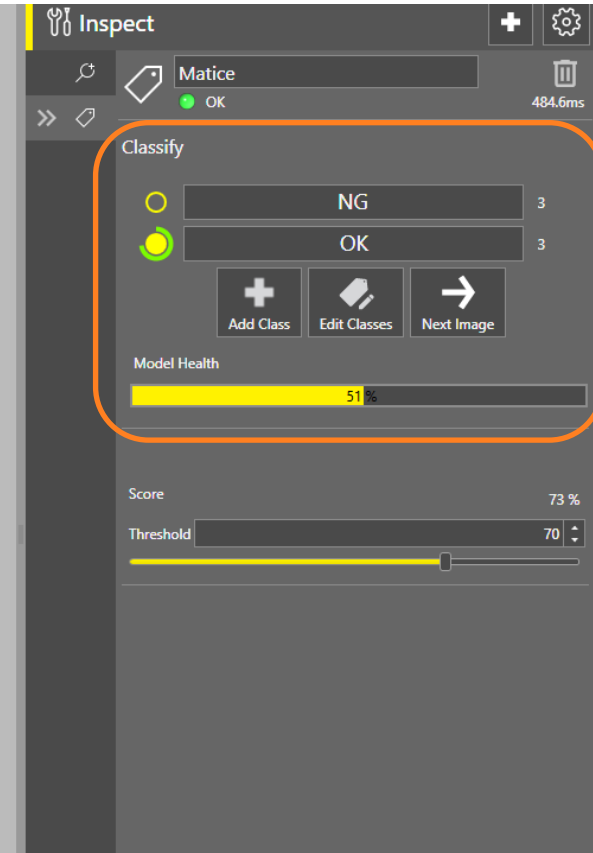 Inspect
Matice
OK
484.6ms
Classify
NG 3
OK 3
Add Class Edit Classes Next Image
Model Health
51 %
Score 73 %
Threshold 70